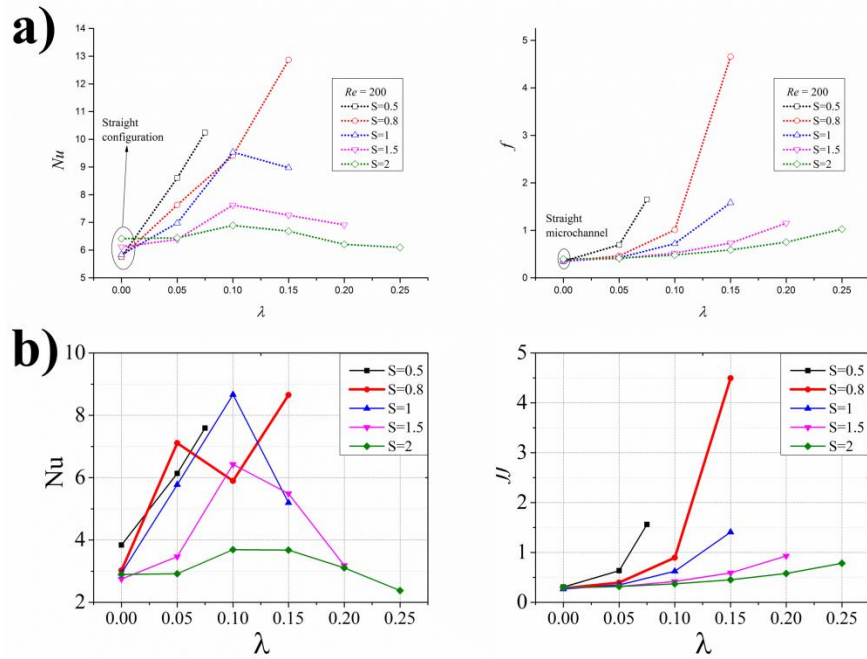 a)
14
13
12
11
10
9
8
7
6
5
Nu
Straight
configuration
Re = 200
S=0.5
S=0.8
S=1
S=1.5
S=2
0.00 0.05 0.10 0.15 0.20 0.25
λ
5
4
3
2
1
0
f
Straight
microchannel
Re = 200
S=0.5
S=0.8
S=1
S=1.5
S=2
0.00 0.05 0.10 0.15 0.20 0.25
λ
b)
10
8
6
4
2
Nu
S=0.5
S=0.8
S=1
S=1.5
S=2
0.00 0.05 0.10 0.15 0.20 0.25
λ
5
4
3
2
1
0
S=0.5
S=0.8
S=1
S=1.5
S=2
0.00 0.05 0.10 0.15 0.20 0.25
λ